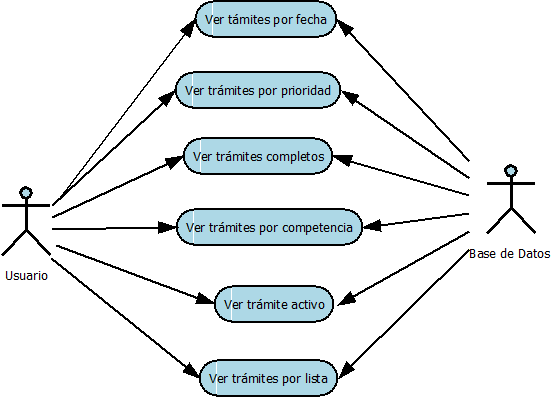 Ver támites por fecha
Ver trámites por prioridad
Ver trámites completos
Ver trámites por competencia
Usuario
Base de Datos
Ver trámite activo
Ver trámites por lista